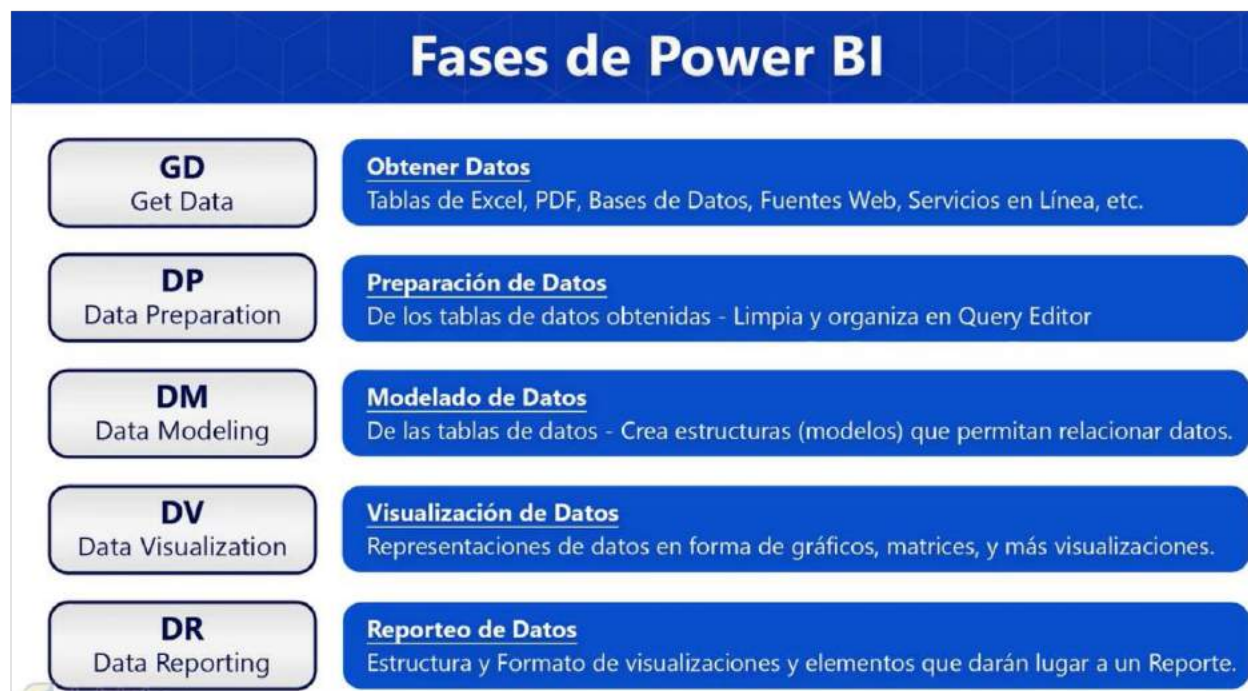 Fases de Power BI
GD
Get Data
Obtener Datos
Tablas de Excel, PDF, Bases de Datos, Fuentes Web, Servicios en Línea, etc.
DP
Data Preparation
Preparación de Datos
De los tablas de datos obtenidas - Limpia y organiza en Query Editor
DM
Data Modeling
Modelado de Datos
De las tablas de datos - Crea estructuras (modelos) que permitan relacionar datos.
DV
Data Visualization
Visualización de Datos
Representaciones de datos en forma de gráficos, matrices, y más visualizaciones.
DR
Data Reporting
Reporteo de Datos
Estructura y Formato de visualizaciones y elementos que darán lugar a un Reporte.